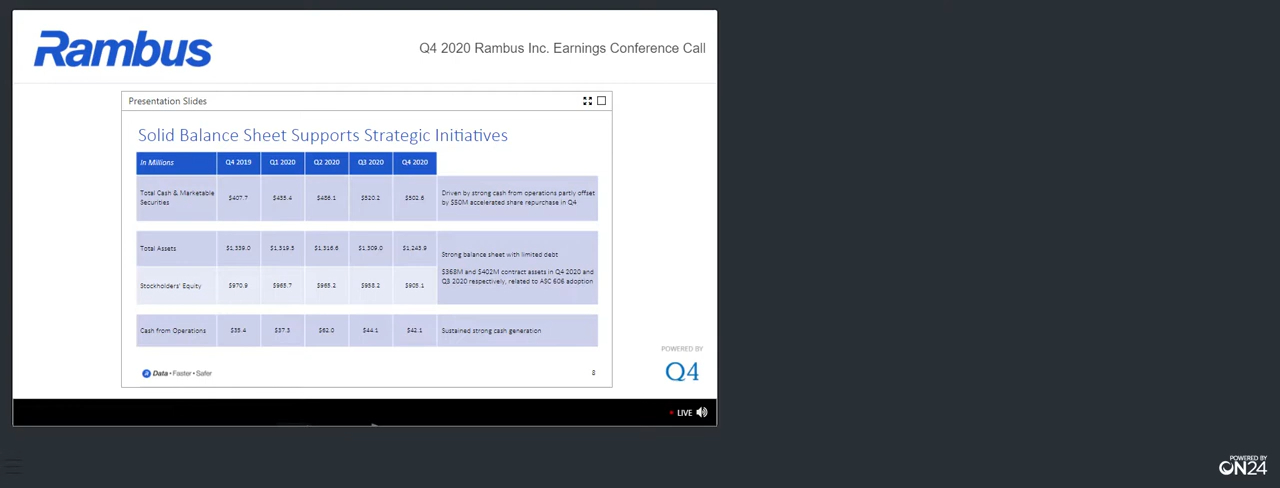 Rambus
Q4 2020 Rambus Inc. Earnings Conference Call
Presentation Slides
Solid Balance Sheet Supports Strategic Initiatives
In Millions Q4 2019 Q1 2020 Q2 2020 Q3 2020 Q4 2020
Total Cash & Marketable
Securities
$407.7 $435.4 $486.1 $520.2 $502.6
Driven by strong cash from operations partly offset
by $50M accelerated share repurchase in Q4
Total Assets $1,339.0 $1,319.5 $1,316.6 $1,309.0 $1,243.9
Strong balance sheet with limited debt
$368M and $402M contract assets in Q4 2020 and
Q3 2020 respectively, related to ASC 606 adoption
Stockholders' Equity $970.9 $965.7 $965.2 $938.2
Cash from Operations $37.3 $62.0 $44.1 $42.1 Sustained strong cash generation
Data • Faster • Safer
8
POWERED BY
Q4
LIVE
POWERED BY
ON24